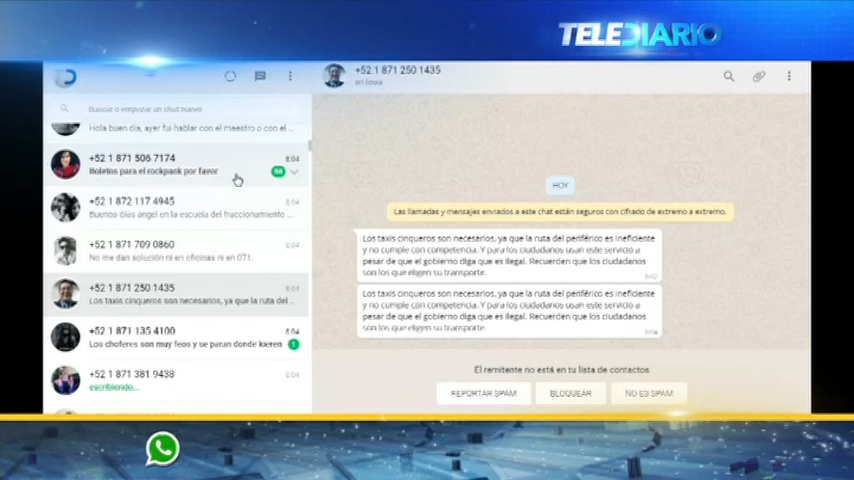 TELEDIARIO
+52 1 871 250 1435
en línea
Buscar o empezar un chat nuevo
Hola buen día, ayer fui hablar con el maestro o con el ...
+52 1 871 506 7174
8:04
Boletos para el rockpack por favor
+52 1 872 117 4945
8:04
Buenos días ángel en la escuela del fraccionamiento ...
+52 1 871 709 0860
8:04
No me dan solución ni en oficinas ni en 071.
+52 1 871 250 1435
8:04
Los taxis cinqueros son necesarios, ya que la ruta del ...
+52 1 871 135 4100
8:04
Los choferes son muy feos y se paran donde kieren
1
+52 1 871 381 9438
8:04
escribiendo...
HOY
Las llamadas y mensajes enviados a este chat están seguros con cifrado de extremo a extremo.
Los taxis cinqueros son necesarios, ya que la ruta del periférico es ineficiente
y no cumple con competencia. Y para los ciudadanos usan este servicio a
pesar de que el gobierno diga que es ilegal. Recuerden que los ciudadanos
son los que eligen su transporte.
Los taxis cinqueros son necesarios, ya que la ruta del periférico es ineficiente
y no cumple con competencia. Y para los ciudadanos usan este servicio a
pesar de que el gobierno diga que es ilegal. Recuerden que los ciudadanos
son los que eligen su transporte.
El remitente no está en tu lista de contactos
REPORTAR SPAM
BLOQUEAR
NO ES SPAM